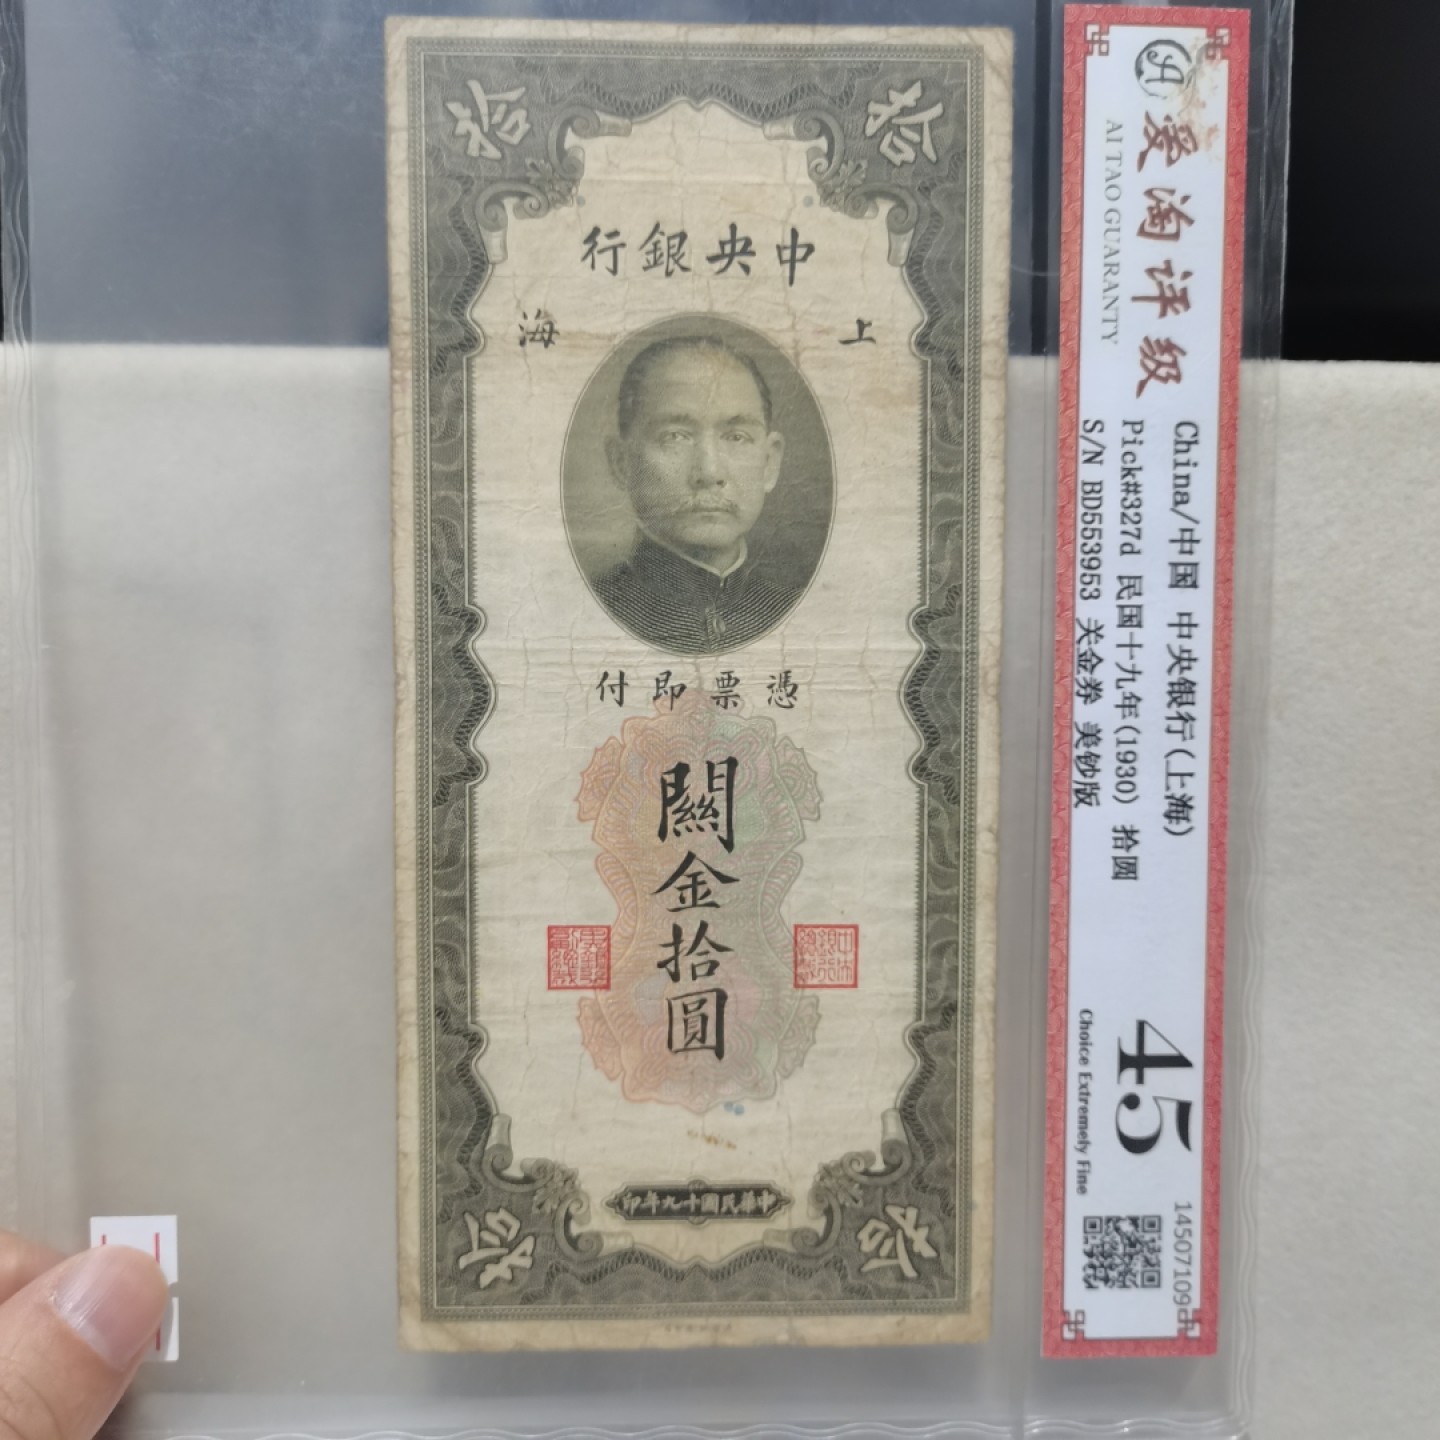 拾 拾
行銀央中
海 上
付即票憑
關金拾圓
印年九十國民華中
拾 拾
爱淘评级
AI TAO GUARANTY
China/中国 中央银行(上海)
Pick#327d 民国十九年(1930) 拾圆
S/N BD553953 关金券 美钞版
45
Choice Extremely Fine
14507109